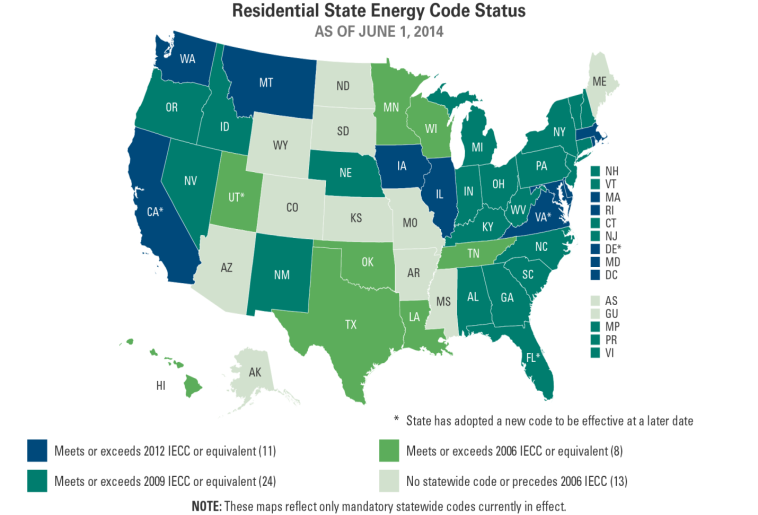 Residential State Energy Code Status
AS OF JUNE 1, 2014
WA
MT
ND
MN
ME
OR
ID
SD
WI
NY
WY
MI
NV
UT*
NE
IA
IL
IN
OH
PA
NH
VT
MA
RI
CT
NJ
DE*
MD
DC
CA*
CO
KS
MO
KY
WV
VA*
AZ
NM
OK
AR
TN
NC
SC
MS
AL
GA
AS
GU
MP
PR
VI
TX
LA
FL*
HI
AK
* State has adopted a new code to be effective at a later date
Meets or exceeds 2012 IECC or equivalent (11)
Meets or exceeds 2006 IECC or equivalent (8)
Meets or exceeds 2009 IECC or equivalent (24)
No statewide code or precedes 2006 IECC (13)
NOTE: These maps reflect only mandatory statewide codes currently in effect.